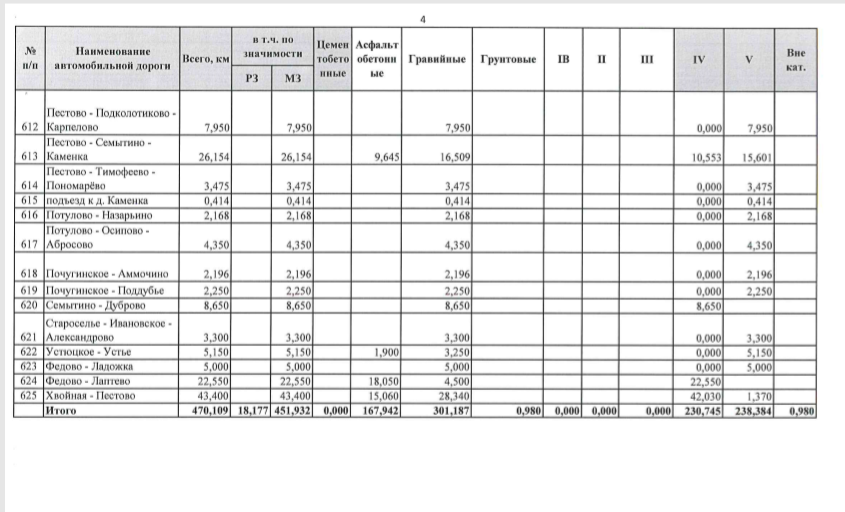 4
№ п/п Наименование автомобильной дороги Всего, км в т.ч. по значимости РЗ МЗ Цемен тобето нные Асфальт обетонн ые Гравийные Грунтовые IВ II III IV V Вне кат.
Пестово - Подколотиково -
612 Карпелово 7,950 7,950 7,950 0,000 7,950
Пестово - Семытино -
613 Каменка 26,154 26,154 9,645 16,509 10,553 15,601
Пестово - Тимофеево -
614 Пономарёво 3,475 3,475 3,475 0,000 3,475
615 подъезд к д. Каменка 0,414 0,414 0,414 0,000 0,414
616 Потулово - Назарьино 2,168 2,168 2,168 0,000 2,168
Потулово - Осипово -
617 Абросово 4,350 4,350 4,350 0,000 4,350
618 Почугинское - Аммочино 2,196 2,196 2,196 0,000 2,196
619 Почугинское - Поддубье 2,250 2,250 2,250 0,000 2,250
620 Семытино - Дуброво 8,650 8,650 8,650 8,650
Староселье - Ивановское -
621 Александрово 3,300 3,300 3,300 0,000 3,300
622 Устюцкое - Устье 5,150 5,150 1,900 3,250 0,000 5,150
623 Федово - Ладожка 5,000 5,000 5,000 0,000 5,000
624 Федово - Лаптево 22,550 22,550 18,050 4,500 22,550
625 Хвойная - Пестово 43,400 43,400 15,060 28,340 42,030 1,370
Итого 470,109 18,177 451,932 0,000 167,942 301,187 0,980 0,000 0,000 0,000 230,745 238,384 0,980